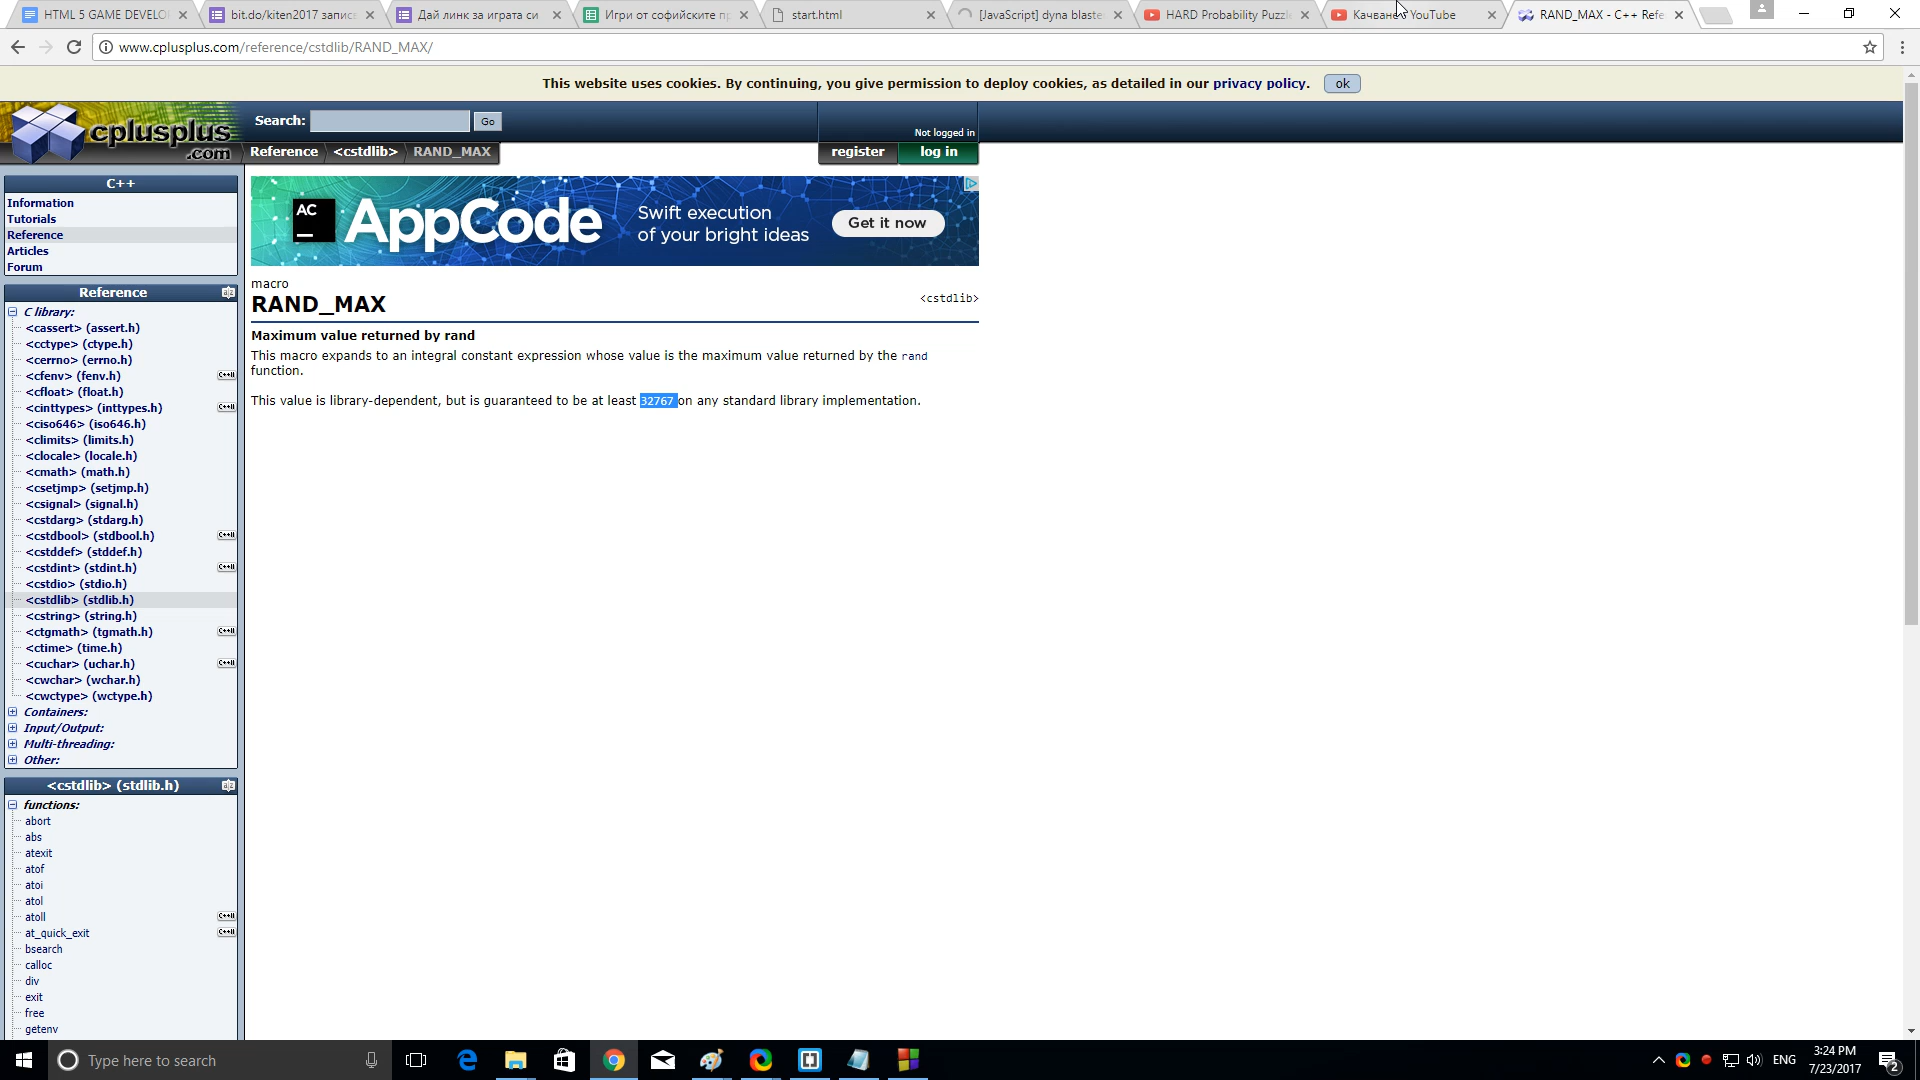 HTML 5 GAME DEVELO
bit.do/kiten2017 записв
Дай линк за играта си
Игри от софийските п
start.html
[JavaScript] dyna blaste
HARD Probability Puzzl
Качване YouTube
RAND_MAX - C++ Refe
www.cplusplus.com/reference/cstdlib/RAND_MAX/
This website uses cookies. By continuing, you give permission to deploy cookies, as detailed in our privacy policy. ok
cplusplus
.com
Search: Go
Not logged in
Reference <cstdlib> RAND_MAX
register log in
C++
Information
Tutorials
Reference
Articles
Forum
Reference
C library:
<cassert> (assert.h)
<cctype> (ctype.h)
<cerrno> (errno.h)
<cfenv> (fenv.h) C++11
<cfloat> (float.h)
<cinttypes> (inttypes.h) C++11
<ciso646> (iso646.h)
<climits> (limits.h)
<clocale> (locale.h)
<cmath> (math.h)
<csetjmp> (setjmp.h)
<csignal> (signal.h)
<cstdarg> (stdarg.h)
<cstdbool> (stdbool.h) C++11
<cstddef> (stddef.h)
<cstdint> (stdint.h) C++11
<cstdio> (stdio.h)
<cstdlib> (stdlib.h)
<cstring> (string.h)
<ctgmath> (tgmath.h) C++11
<ctime> (time.h)
<cuchar> (uchar.h) C++11
<cwchar> (wchar.h)
<cwctype> (wctype.h)
Containers:
Input/Output:
Multi-threading:
Other:
<cstdlib> (stdlib.h)
functions:
abort
abs
atexit
atof
atoi
atol
atoll C++11
at_quick_exit C++11
bsearch
calloc
div
exit
free
getenv
AC
AppCode
Swift execution
of your bright ideas
Get it now
macro
RAND_MAX
<cstdlib>
Maximum value returned by rand
This macro expands to an integral constant expression whose value is the maximum value returned by the rand
function.
This value is library-dependent, but is guaranteed to be at least 32767 on any standard library implementation.
Type here to search
ENG
3:24 PM
7/23/2017
2